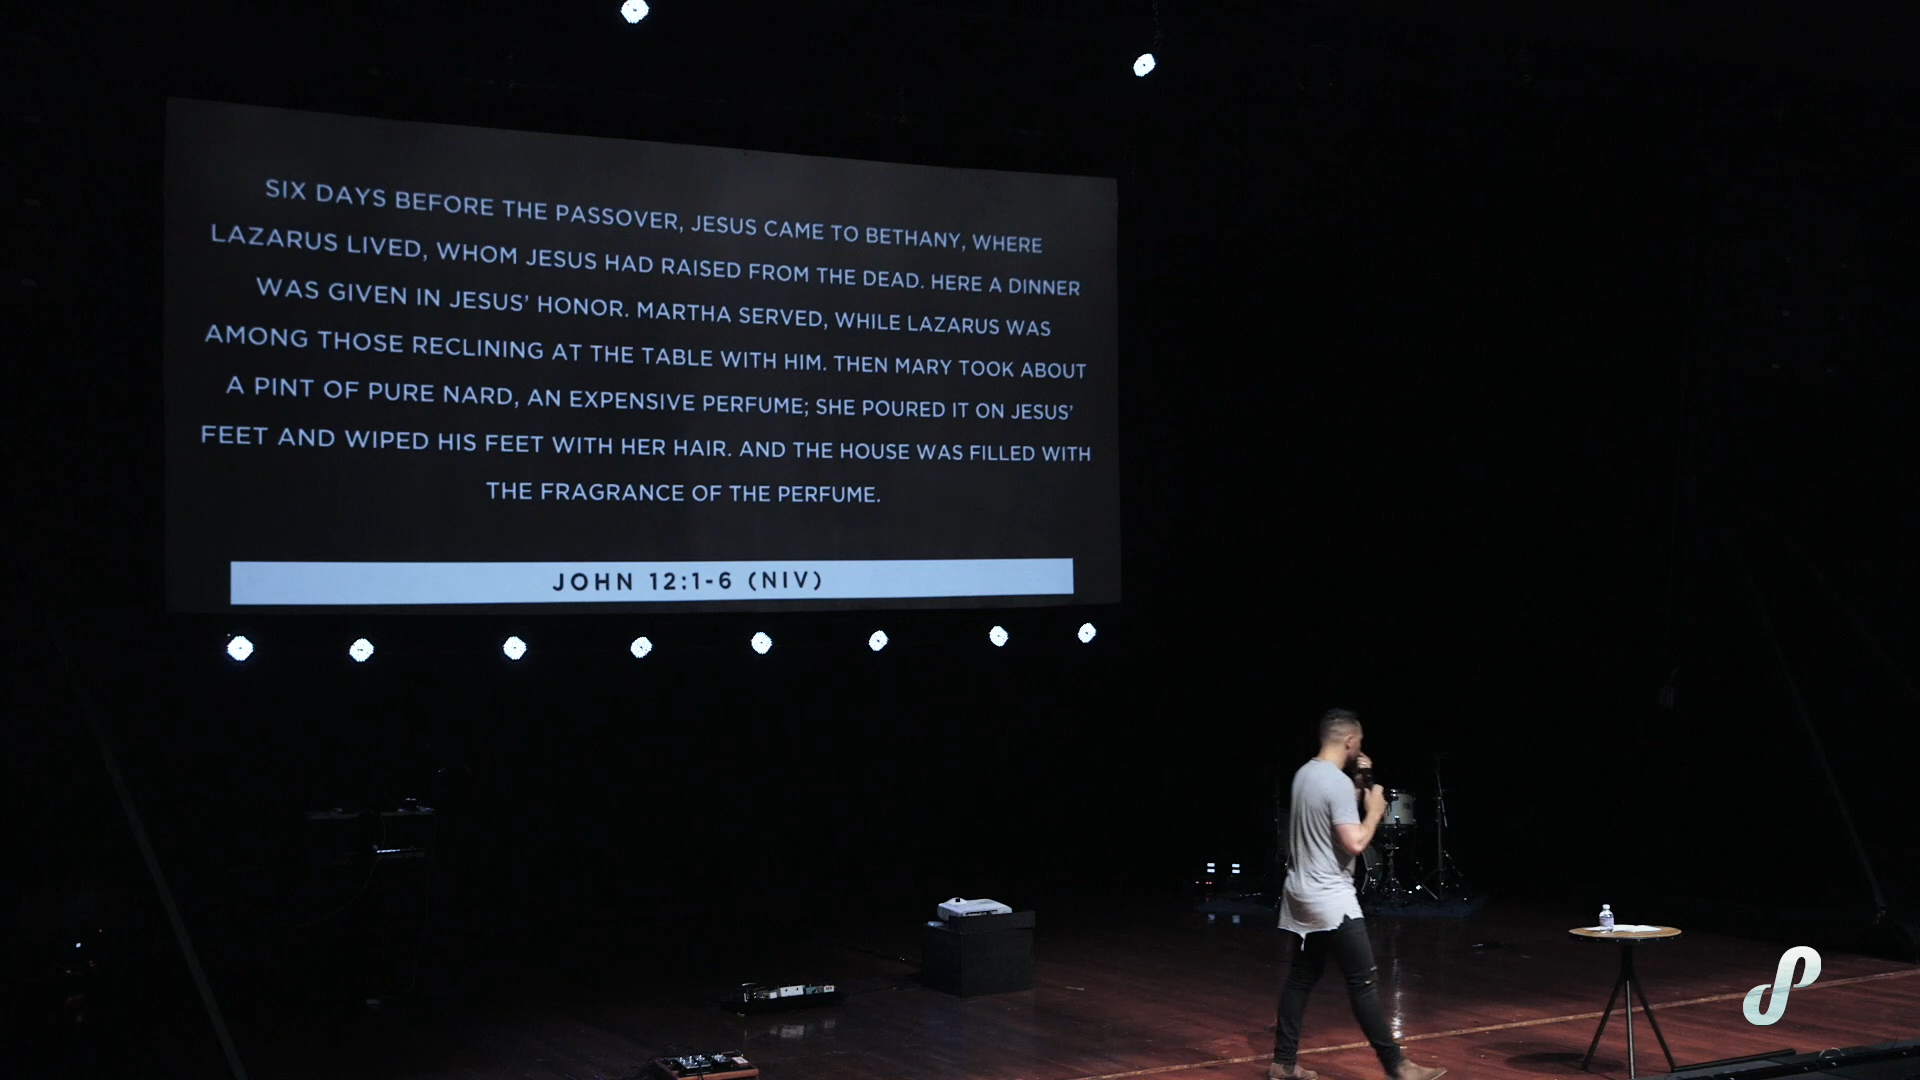 SIX DAYS BEFORE THE PASSOVER, JESUS CAME TO BETHANY, WHERE
LAZARUS LIVED, WHOM JESUS HAD RAISED FROM THE DEAD. HERE A DINNER
WAS GIVEN IN JESUS' HONOR. MARTHA SERVED, WHILE LAZARUS WAS
AMONG THOSE RECLINING AT THE TABLE WITH HIM. THEN MARY TOOK ABOUT
A PINT OF PURE NARD, AN EXPENSIVE PERFUME; SHE POURED IT ON JESUS'
FEET AND WIPED HIS FEET WITH HER HAIR. AND THE HOUSE WAS FILLED WITH
THE FRAGRANCE OF THE PERFUME.
JOHN 12:1-6 (NIV)